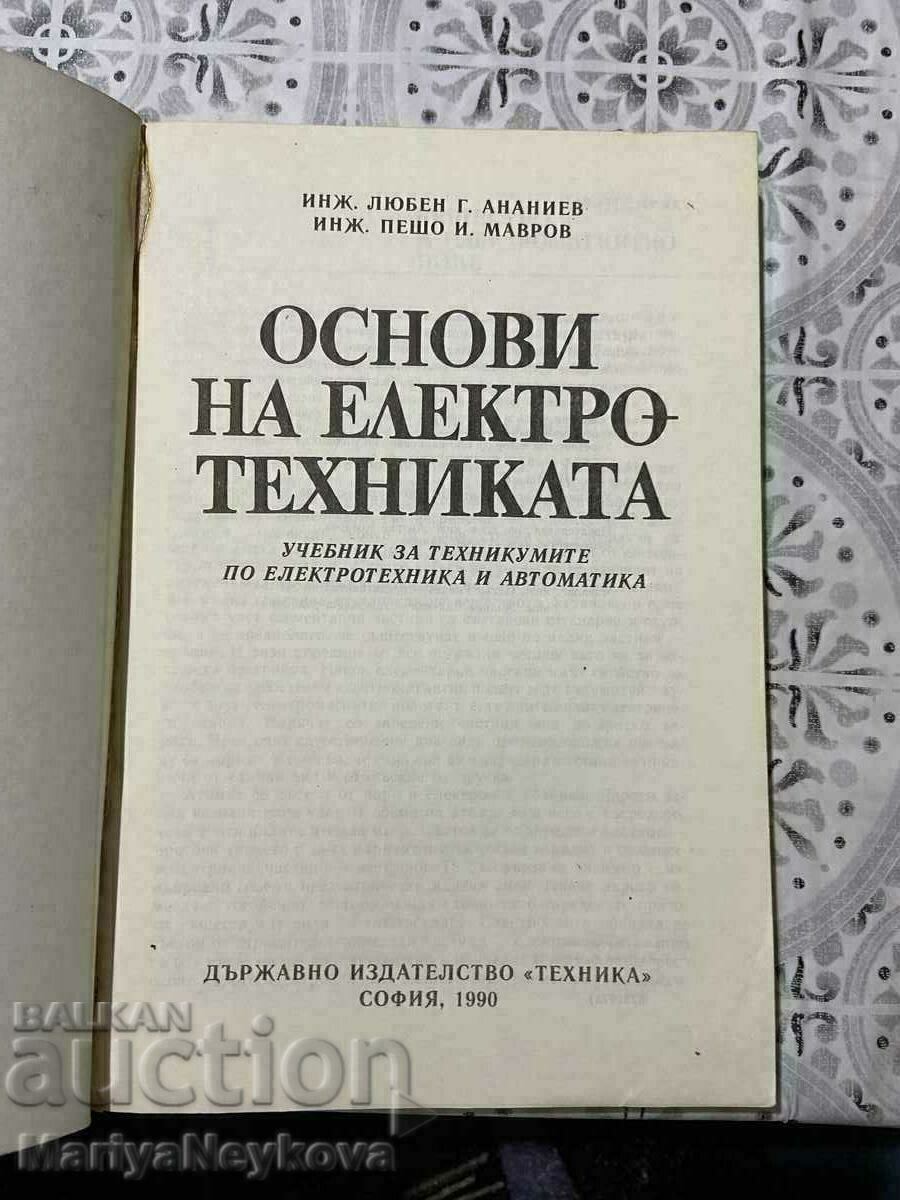 ИНЖ. ЛЮБЕН Г. АНАНИЕВ
ИНЖ. ПЕШО И. МАВРОВ
ОСНОВИ
НА ЕЛЕКТРО-
ТЕХНИКАТА
УЧЕБНИК ЗА ТЕХНИКУМИТЕ
ПО ЕЛЕКТРОТЕХНИКА И АВТОМАТИКА
ДЪРЖАВНО ИЗДАТЕЛСТВО «ТЕХНИКА»
СОФИЯ, 1990
BALKAN
auction
MariyaNeykova